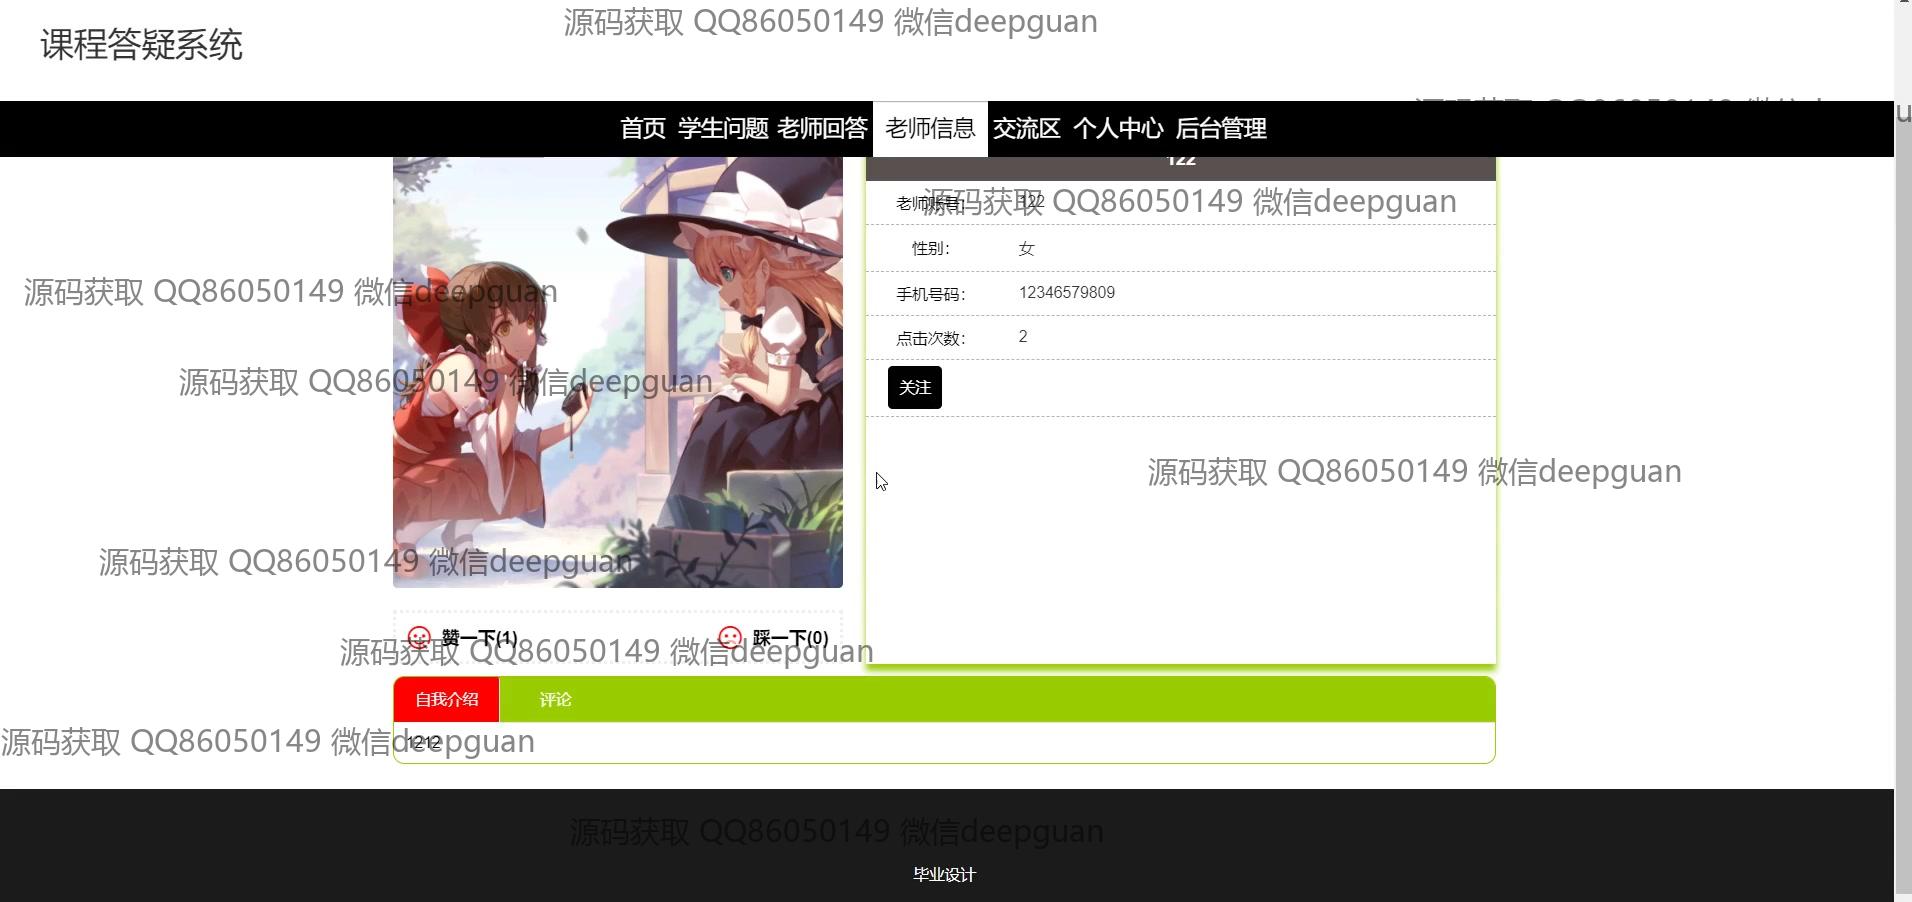 源码获取 QQ86050149 微信deepguan
课程答疑系统
首页 学生问题 老师回答 老师信息 交流区 个人中心 后台管理
122
老师账号： 122
源码获取 QQ86050149 微信deepguan
性别： 女
源码获取 QQ86050149 微信deepguan
手机号码： 12346579809
点击次数： 2
源码获取 QQ86050149 微信deepguan
关注
源码获取 QQ86050149 微信deepguan
源码获取 QQ86050149 微信deepguan
赞一下(1) 踩一下(0)
源码获取 QQ86050149 微信deepguan
自我介绍 评论
源码获取 QQ86050149 微信deepguan
1212
源码获取 QQ86050149 微信deepguan
毕业设计